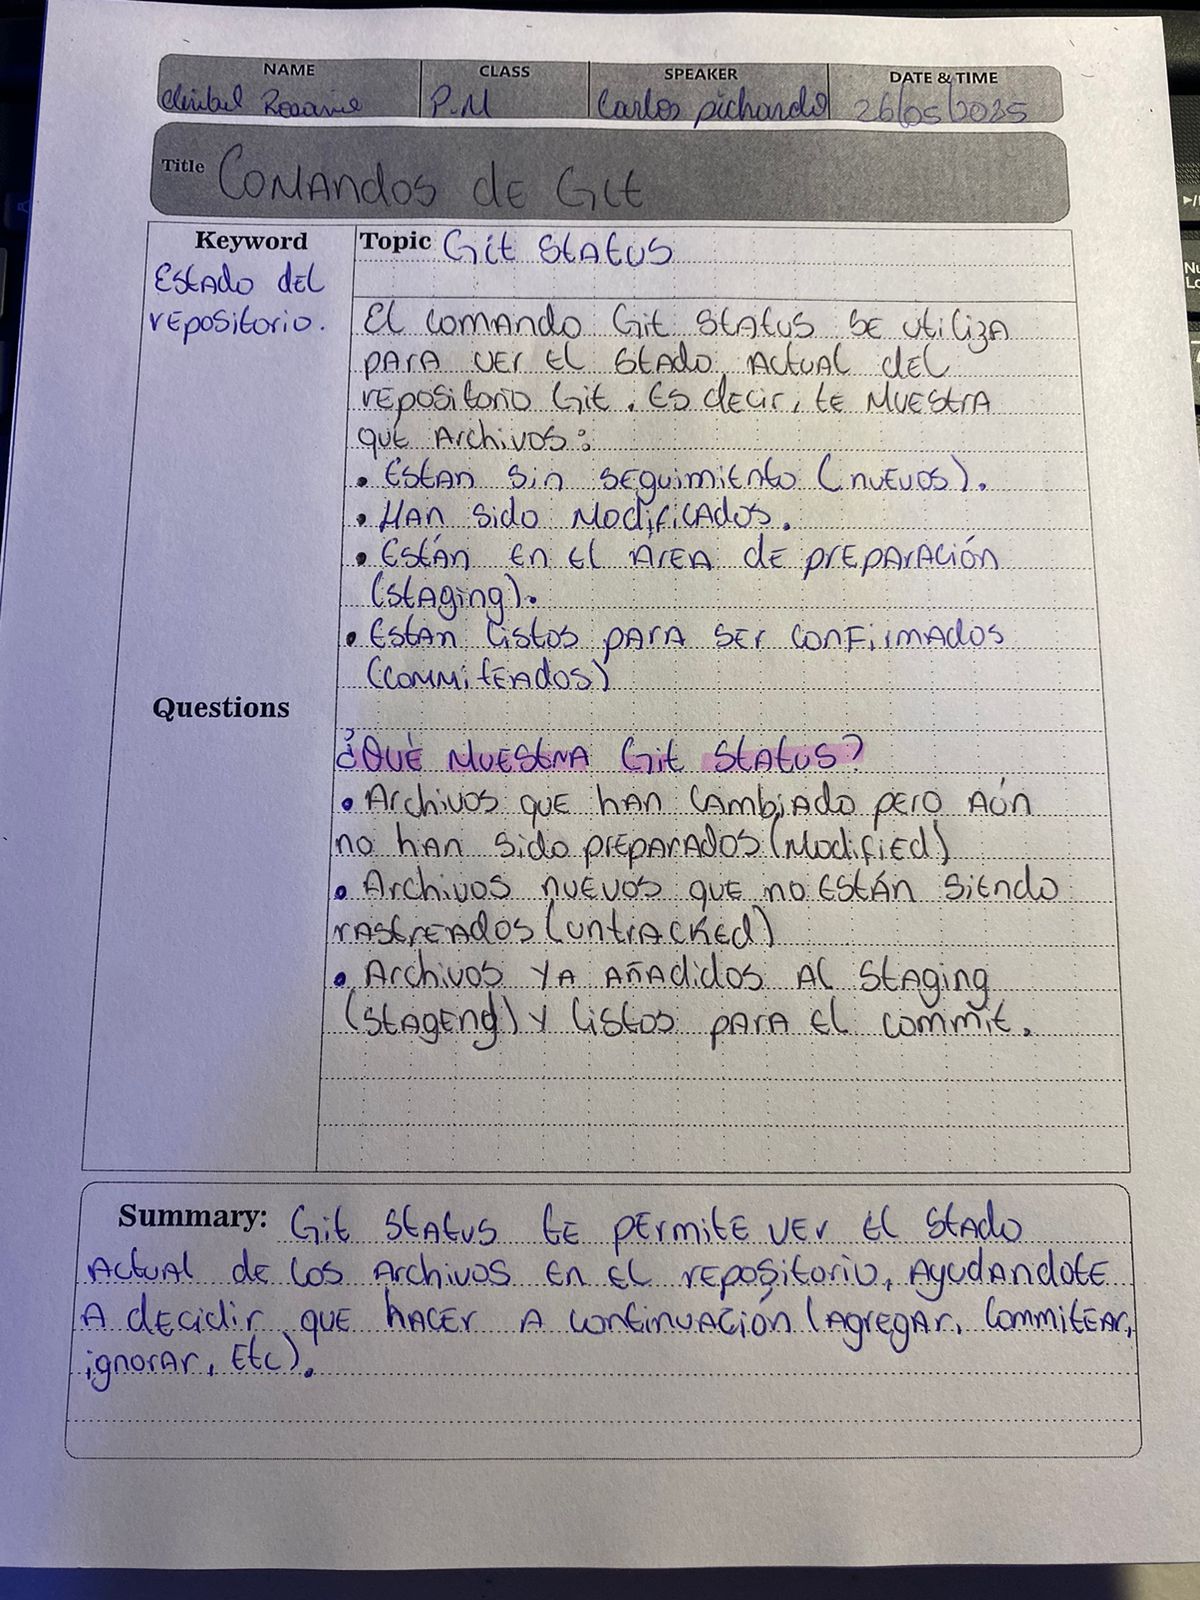 NAME CLASS SPEAKER DATE & TIME
Rosario P.M Carlos pichardo 26/05/2025
Title Comandos de Git
Keyword
Estado del
repositorio.
Topic Git Status
El comando Git Status se utiliza
para ver el stado actual del
repositorio Git. Es decir, te muestra
que archivos:
• Estan sin seguimiento (nuevos).
• Han sido modificados.
• Están en el área de preparación
(staging).
• Estan listos para ser confirmados
(commiteados)
Questions
¿Qué muestra Git Status?
• Archivos que han cambiado pero aún
no han sido preparados (Modified)
• Archivos nuevos que no están siendo
rastreados (untracked)
• Archivos ya añadidos al staging
(stagend) y listos para el commit.
Summary: Git status te permite ver el stado
actual de los archivos en el repositorio, ayudandote
a decidir que hacer a continuación (agregar, commitear,
ignorar, etc).